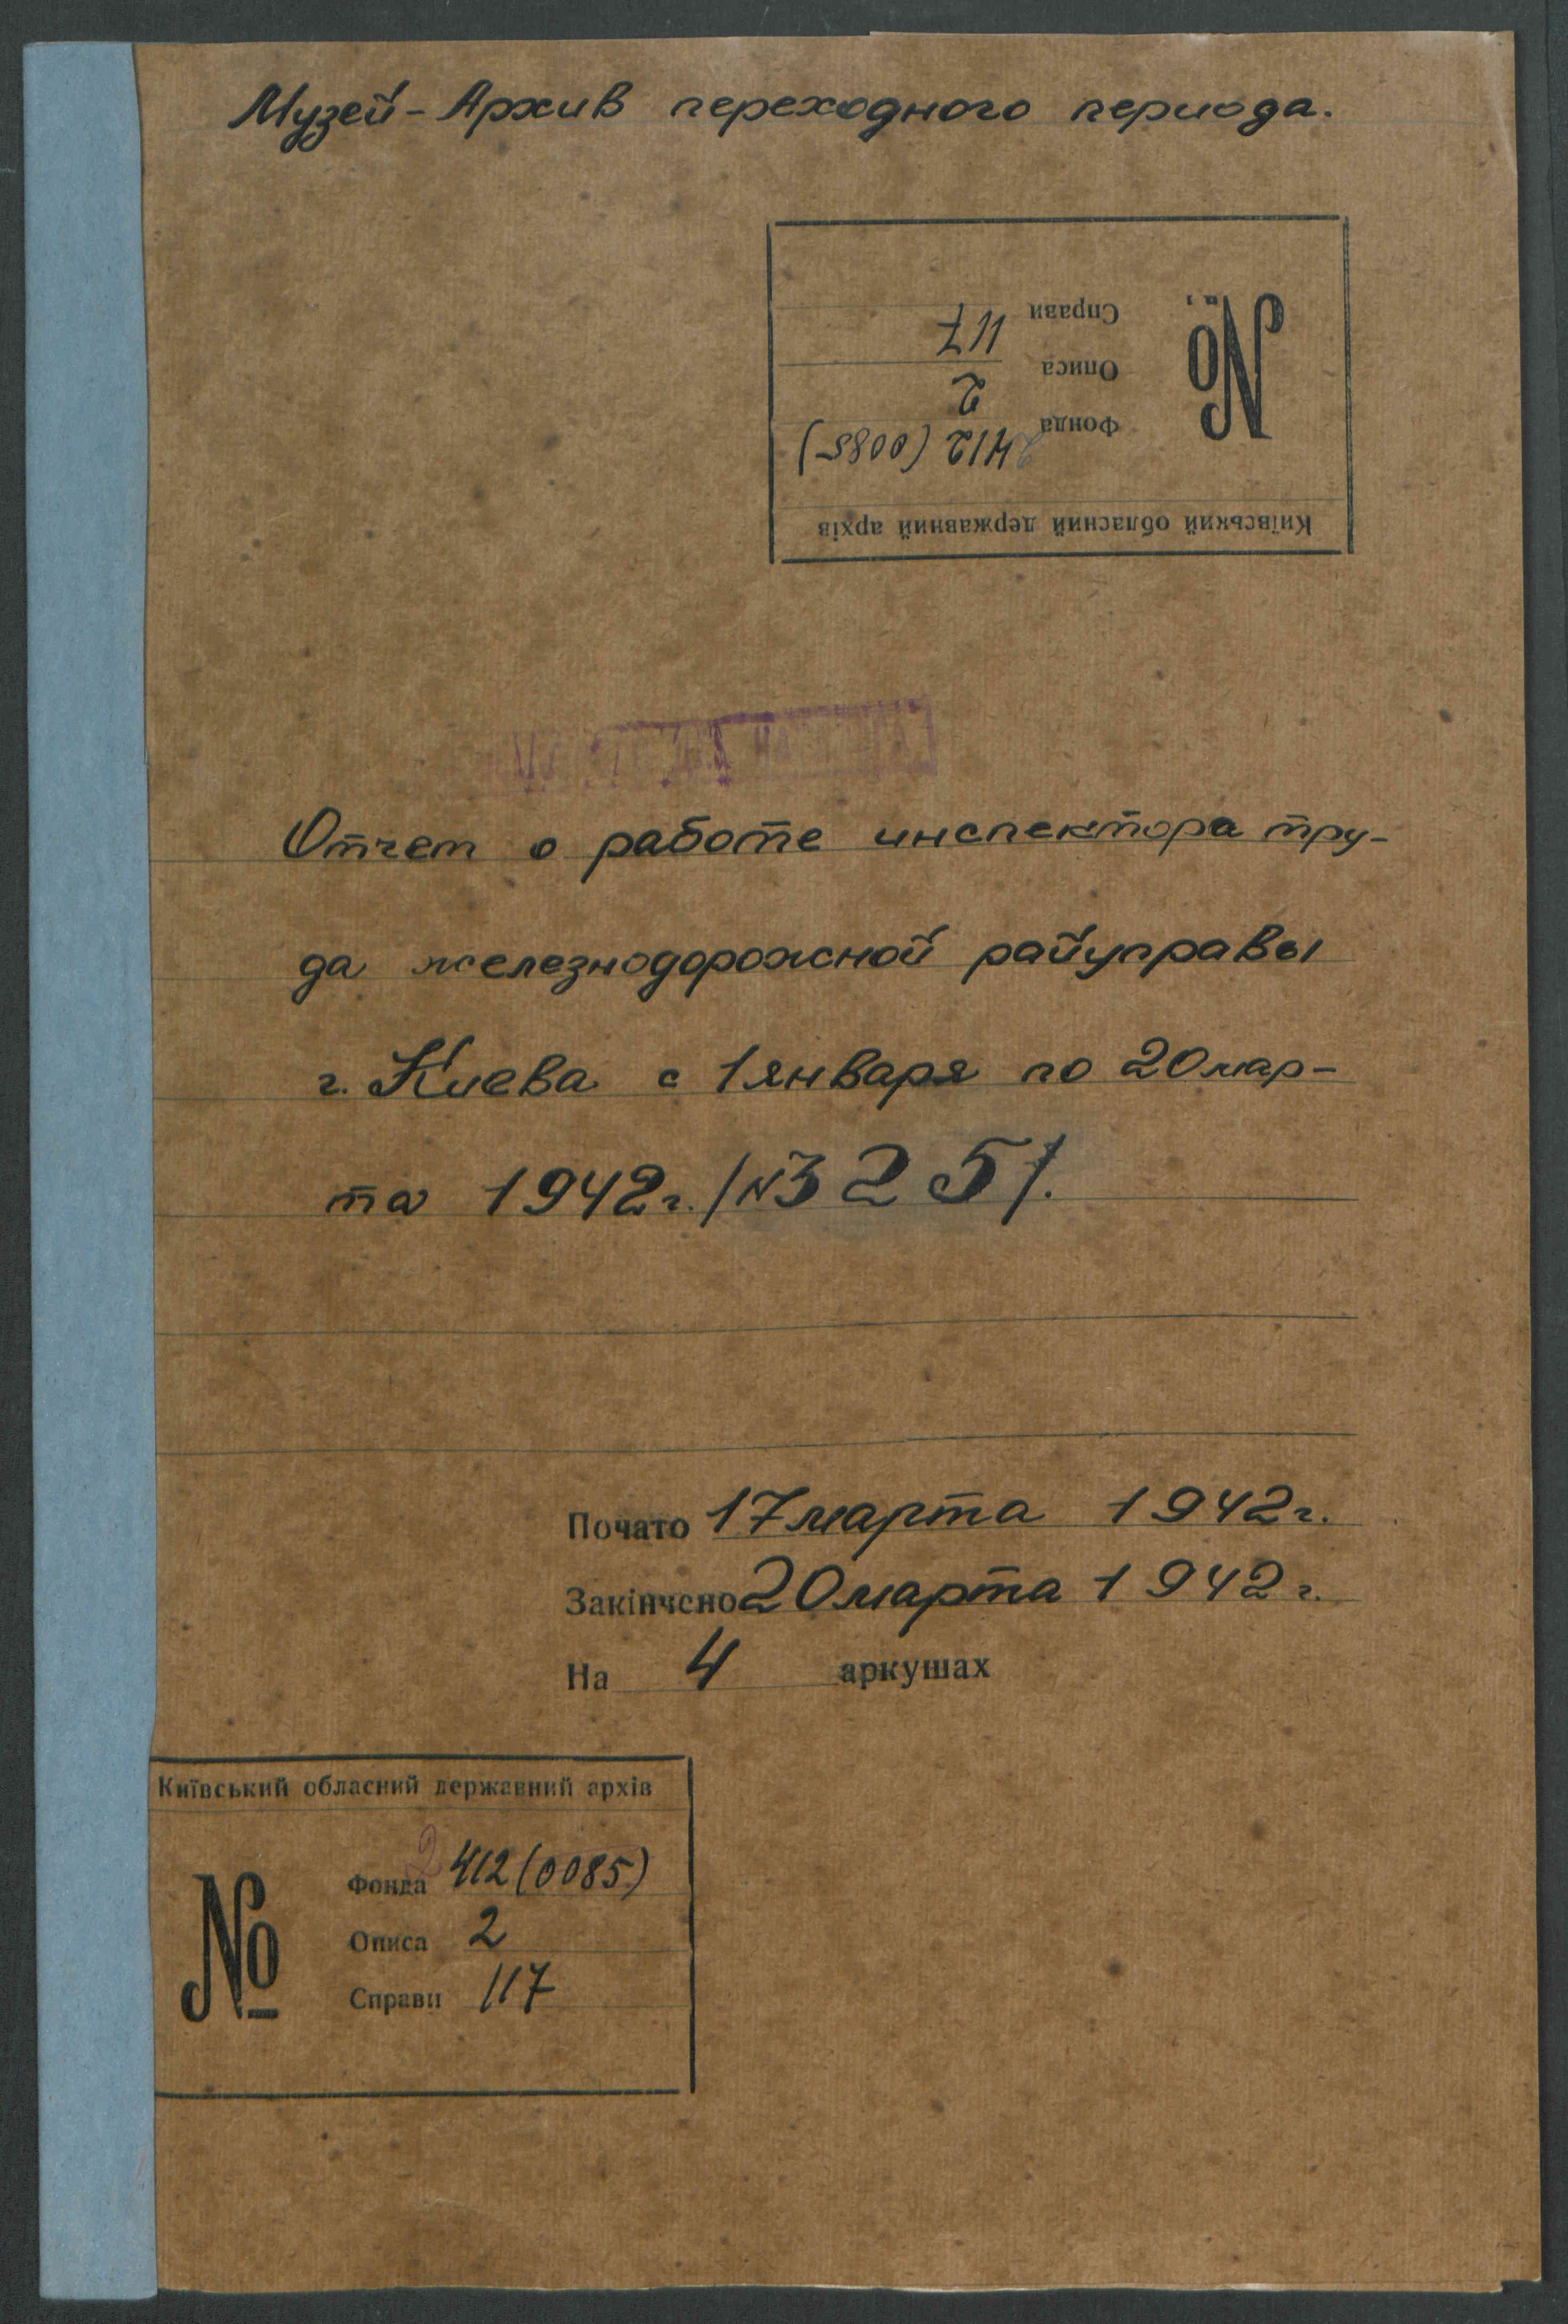 Музей-Архив переходного периода.
Київський обласний державний архів
№
Фонда 2412 (0085)
Описа 2
Справи 117
Отчет о работе инспектора тру-
да железнодорожной райуправы
г. Киева с 1 января по 20 мар-
та 1942 г. /№325/.
Почато 17 марта 1942 г.
Закінчено 20 марта 1942 г.
На 4 аркушах
Київський обласний державний архів
№
Фонда 2412 (0085)
Описа 2
Справи 117